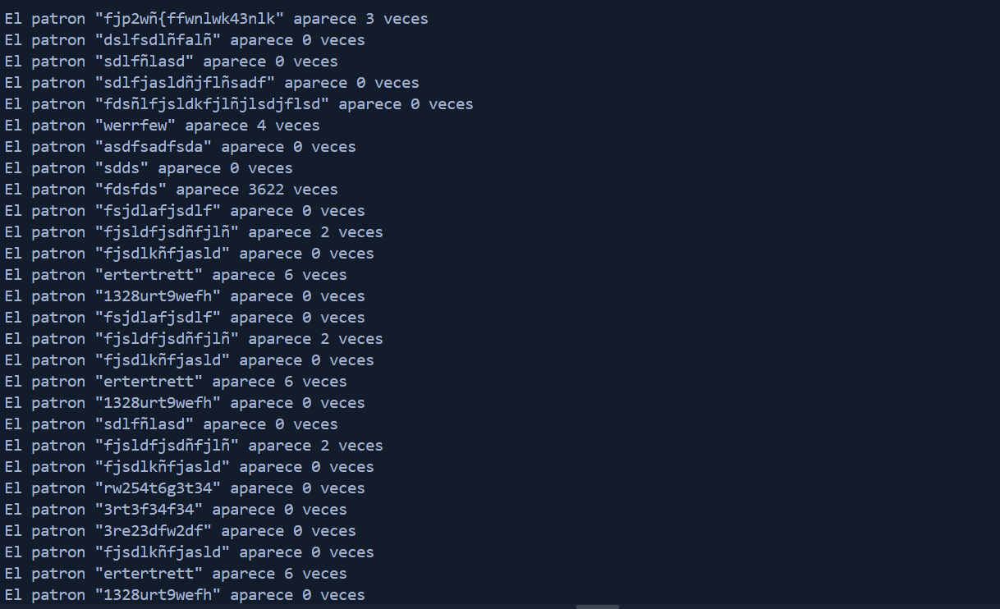 El patron "fjp2wñ{ffwnlwk43nlk" aparece 3 veces
El patron "dslfsdlñfalñ" aparece 0 veces
El patron "sdlfñlasd" aparece 0 veces
El patron "sdlfjasldñjflñsadf" aparece 0 veces
El patron "fdsñlfjsldkfjlñjlsdjflsd" aparece 0 veces
El patron "werrfew" aparece 4 veces
El patron "asdfsadfsda" aparece 0 veces
El patron "sdds" aparece 0 veces
El patron "fdsfds" aparece 3622 veces
El patron "fsjdlafjsdlf" aparece 0 veces
El patron "fjsldfjsdñfjlñ" aparece 2 veces
El patron "fjsdlkñfjasld" aparece 0 veces
El patron "ertertrett" aparece 6 veces
El patron "1328urt9wefh" aparece 0 veces
El patron "fsjdlafjsdlf" aparece 0 veces
El patron "fjsldfjsdñfjlñ" aparece 2 veces
El patron "fjsdlkñfjasld" aparece 0 veces
El patron "ertertrett" aparece 6 veces
El patron "1328urt9wefh" aparece 0 veces
El patron "sdlfñlasd" aparece 0 veces
El patron "fjsldfjsdñfjlñ" aparece 2 veces
El patron "fjsdlkñfjasld" aparece 0 veces
El patron "rw254t6g3t34" aparece 0 veces
El patron "3rt3f34f34" aparece 0 veces
El patron "3re23dfw2df" aparece 0 veces
El patron "fjsdlkñfjasld" aparece 0 veces
El patron "ertertrett" aparece 6 veces
El patron "1328urt9wefh" aparece 0 veces